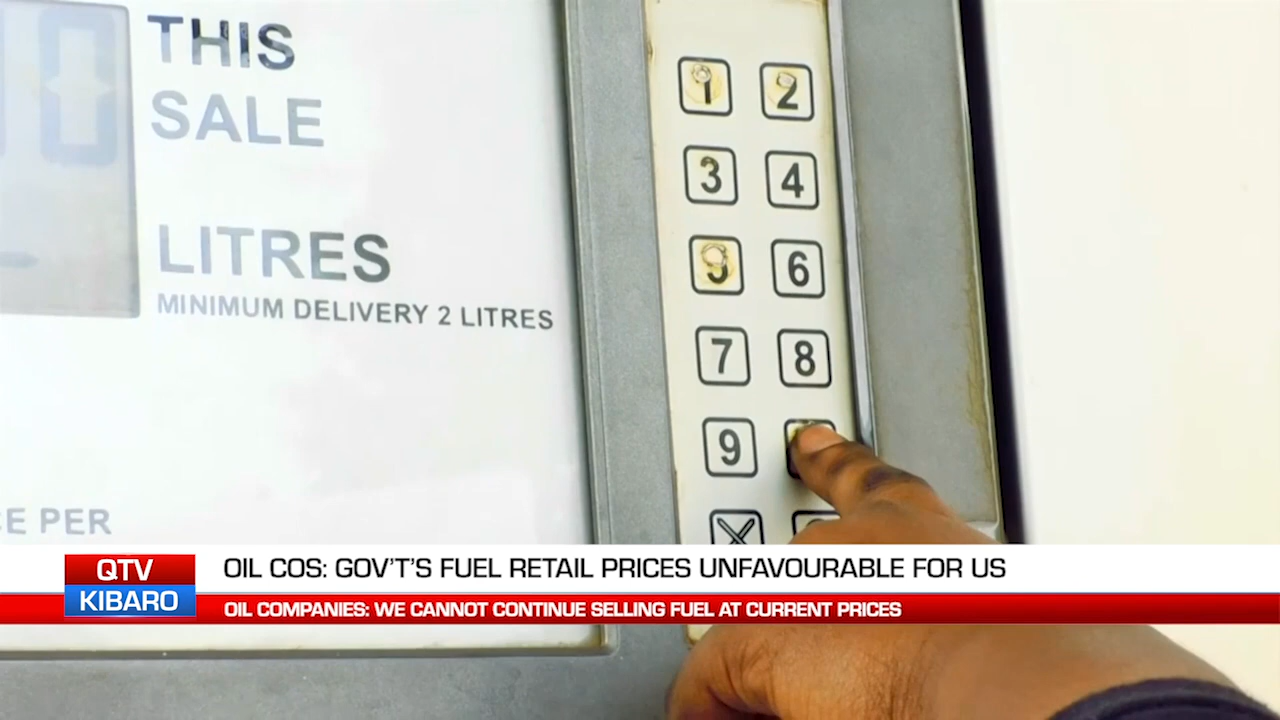 THIS
SALE
LITRES
MINIMUM DELIVERY 2 LITRES
PER
1 2
3 4
5 6
7 8
9
QTV
KIBARO
OIL COS: GOV'T'S FUEL RETAIL PRICES UNFAVOURABLE FOR US
OIL COMPANIES: WE CANNOT CONTINUE SELLING FUEL AT CURRENT PRICES